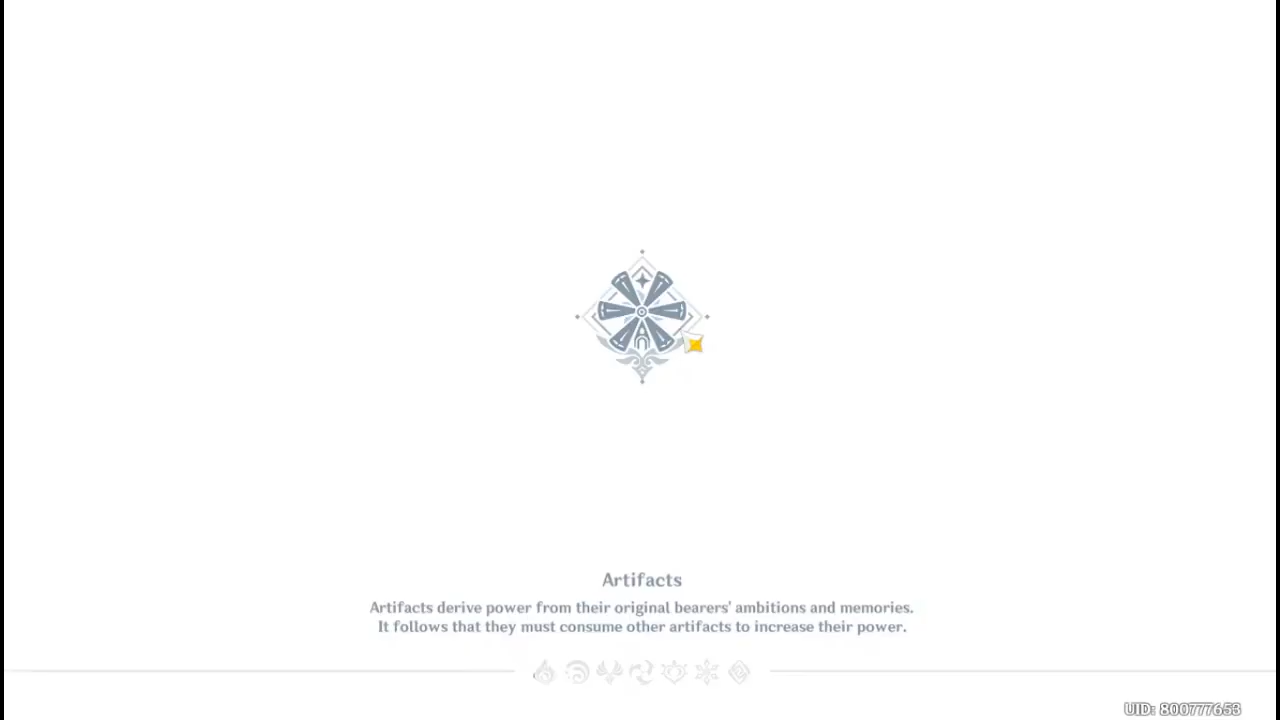 Artifacts
Artifacts derive power from their original bearers' ambitions and memories.
It follows that they must consume other artifacts to increase their power.
UID: 800777653